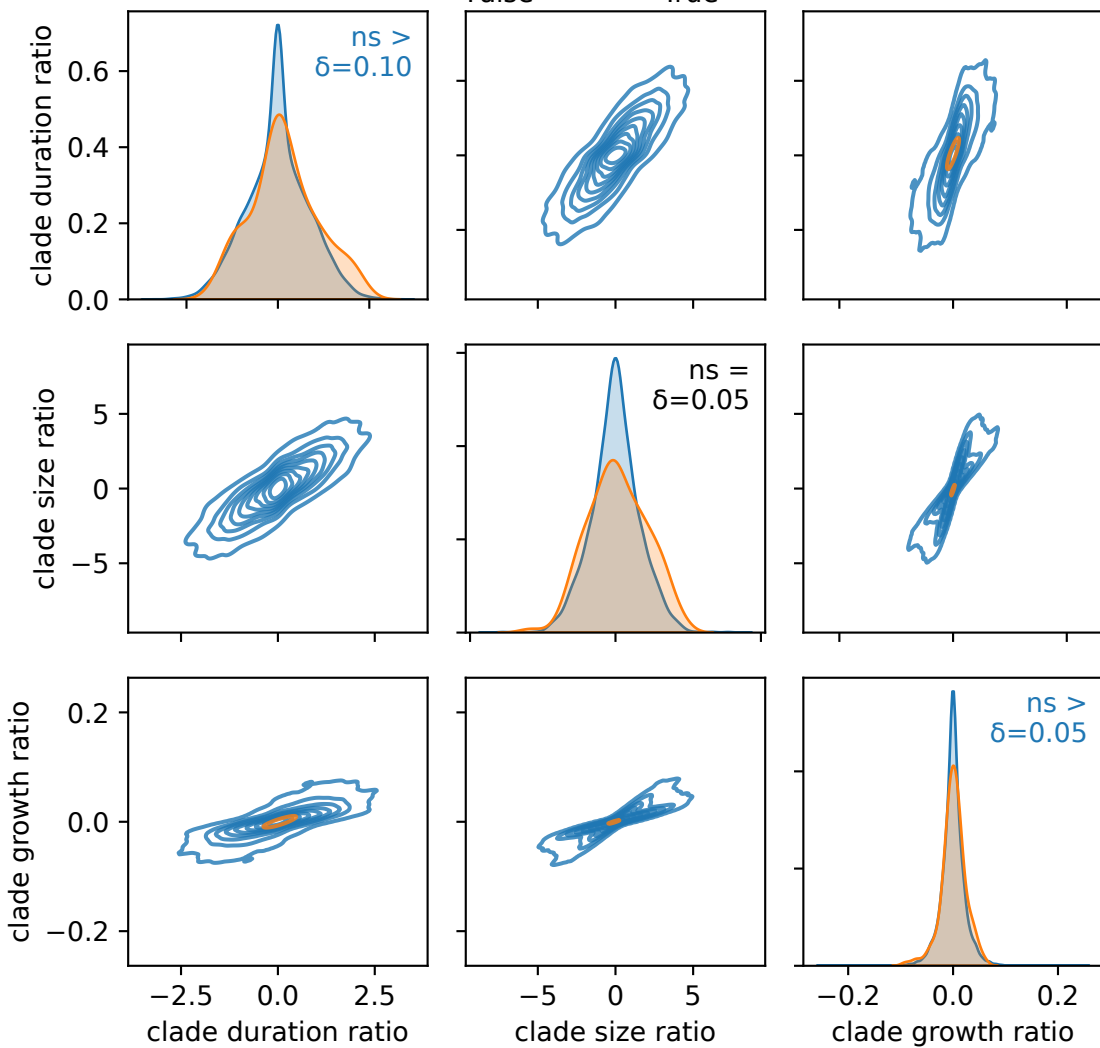 True
ns >
δ=0.10
clade duration ratio
0.6
0.4
0.2
0.0
ns =
δ=0.05
clade size ratio
5
0
−5
ns >
δ=0.05
clade growth ratio
0.2
0.0
−0.2
−2.5 0.0 2.5
−5 0 5
−0.2 0.0 0.2
clade duration ratio
clade size ratio
clade growth ratio